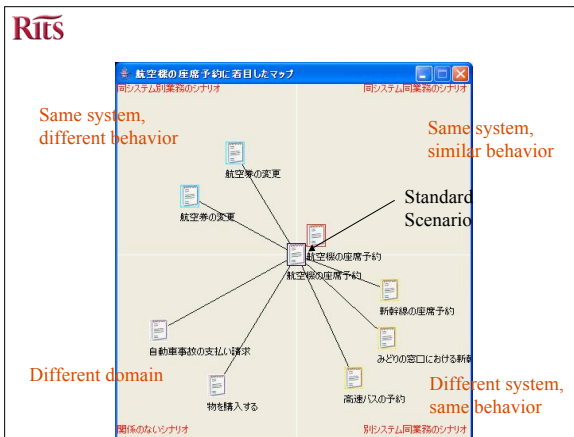 Rits
航空機の座席予約に着目したマップ
同システム別業務のシナリオ
同システム同業務のシナリオ
Same system,
different behavior
Same system,
similar behavior
航空券の変更
航空券の変更
Standard
Scenario
航空機の座席予約
航空機の座席予約
新幹線の座席予約
自動車事故の支払い請求
みどりの窓口における新幹
Different domain
物を購入する
高速バスの予約
Different system,
same behavior
関係のないシナリオ
別システム同業務のシナリオ